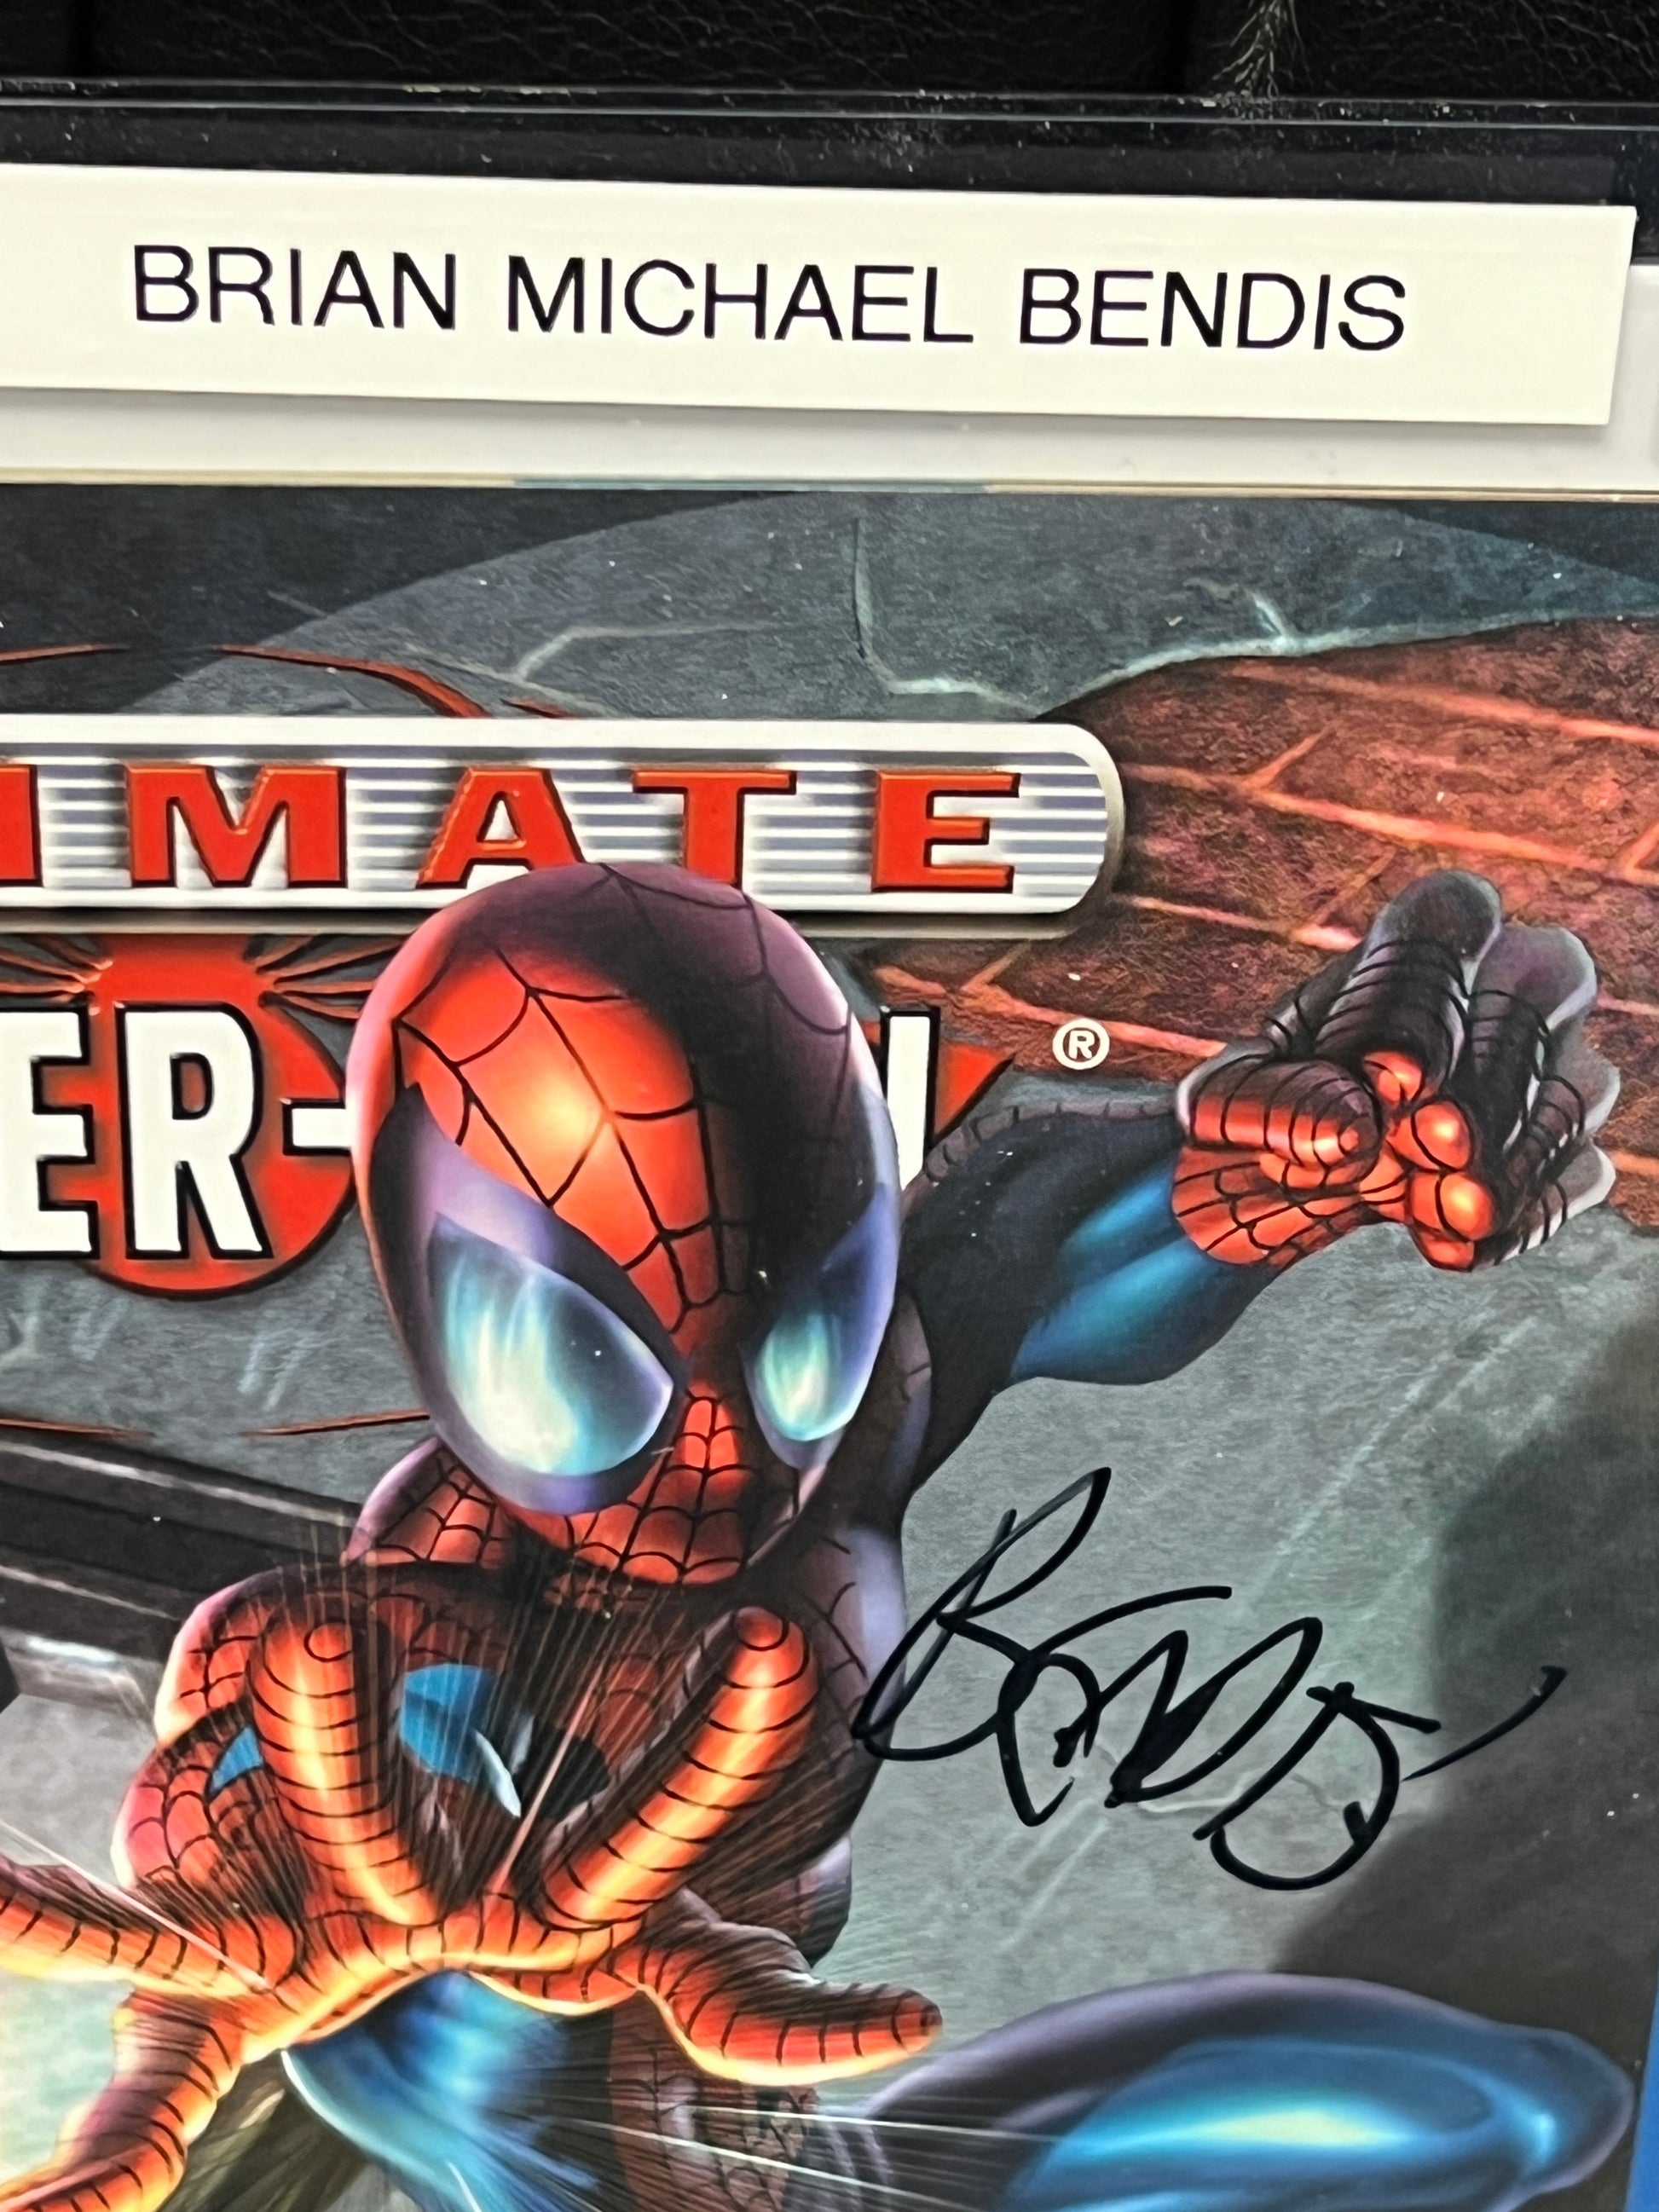 BRIAN MICHAEL BENDIS
IMATE
ER-
®